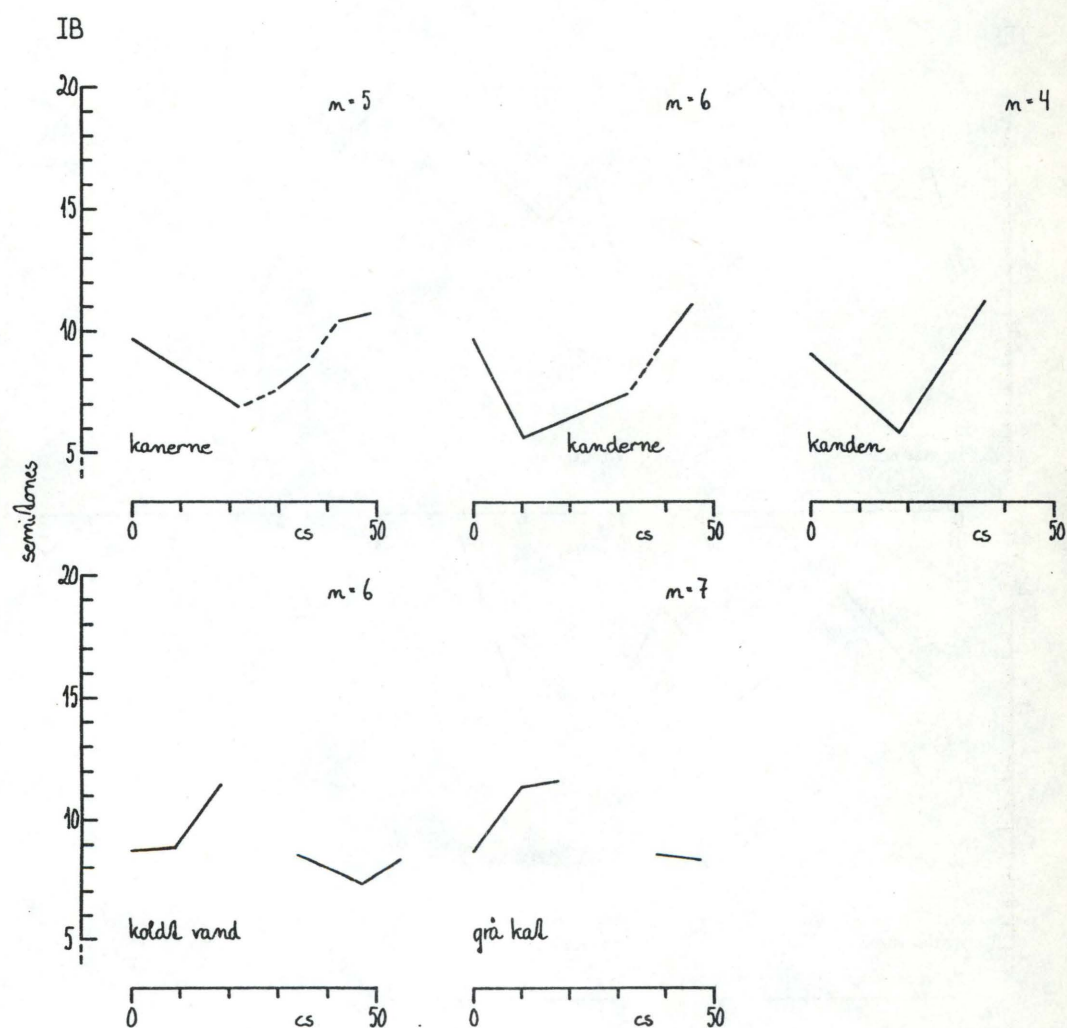 IB
20
15
10
5
semitones
n=5
kanerne
0 cs 50
n=6
kanderne
0 cs 50
n=4
kanden
0 cs 50
20
15
10
5
n=6
koldt vand
0 cs 50
n=7
grå kat
0 cs 50